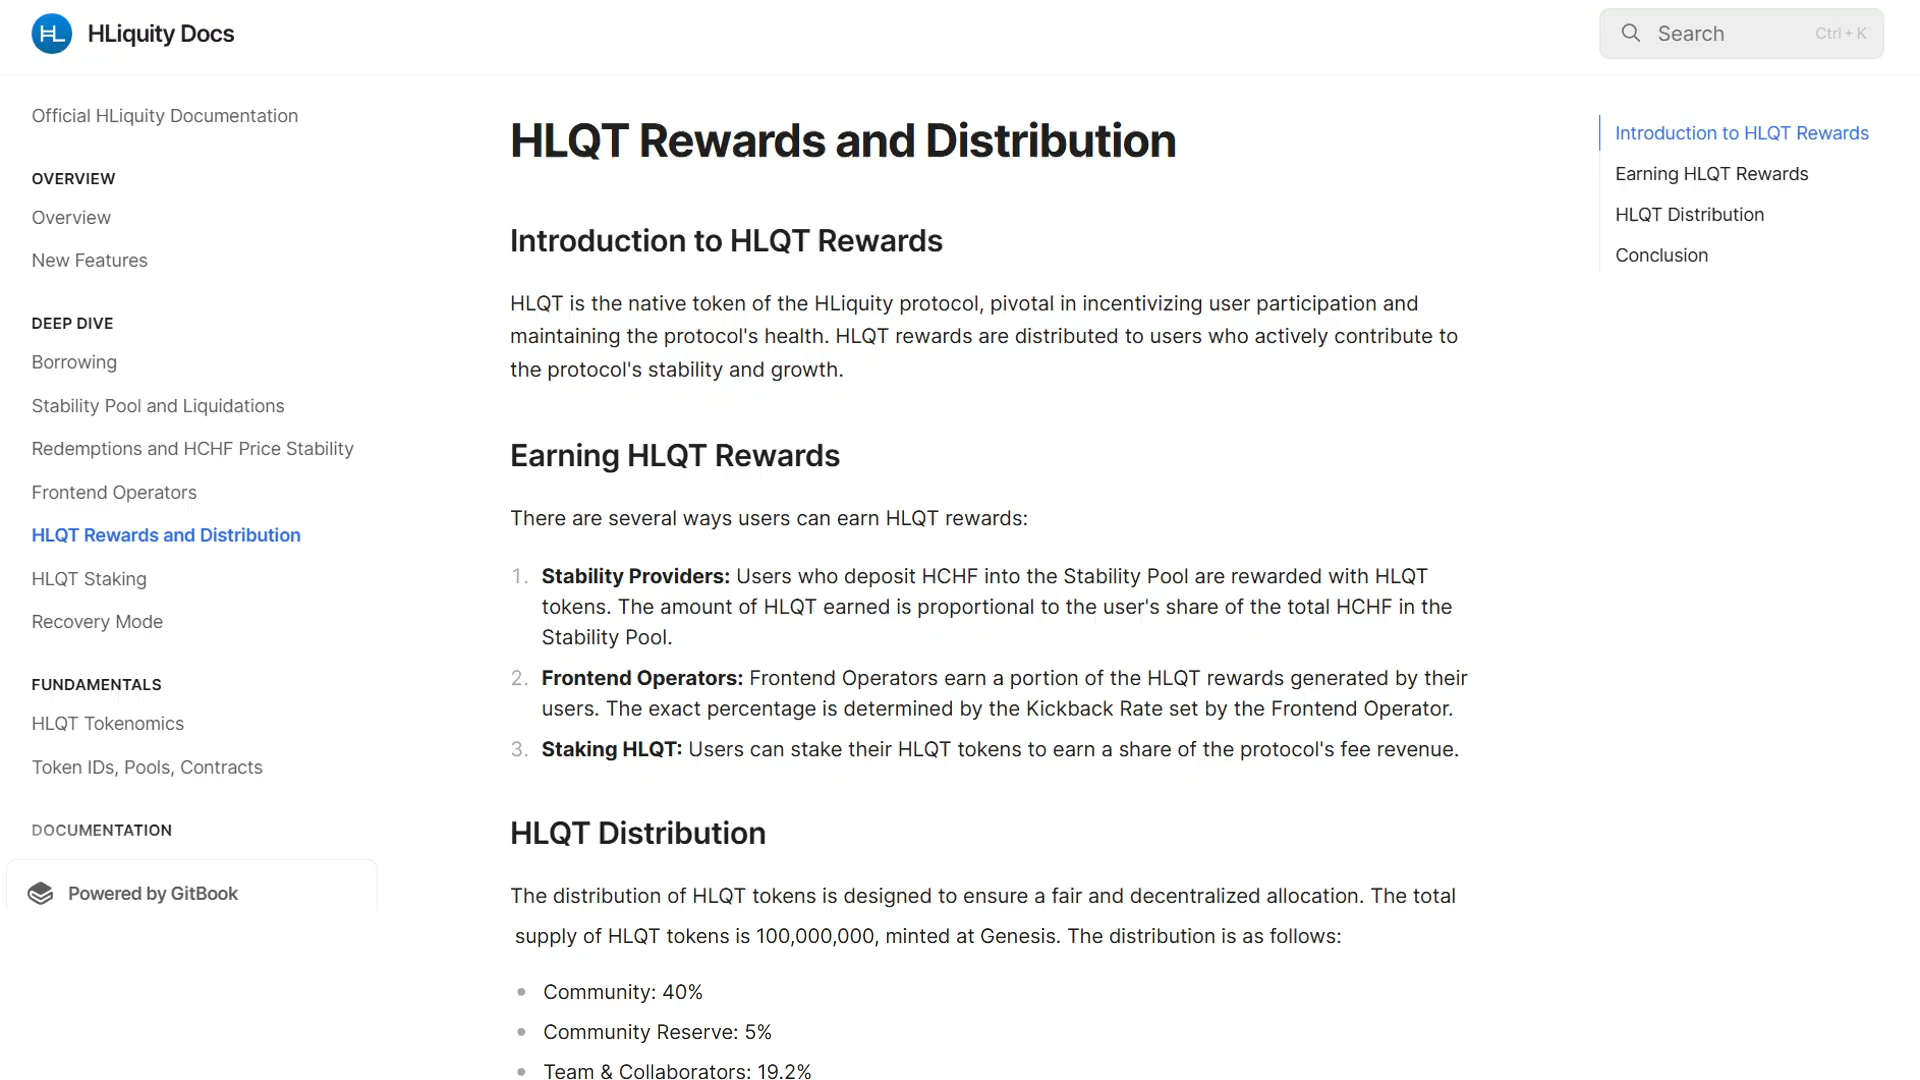 HL HLiquity Docs
Search Ctrl + K
Official HLiquity Documentation
OVERVIEW
Overview
New Features
DEEP DIVE
Borrowing
Stability Pool and Liquidations
Redemptions and HCHF Price Stability
Frontend Operators
HLQT Rewards and Distribution
HLQT Staking
Recovery Mode
FUNDAMENTALS
HLQT Tokenomics
Token IDs, Pools, Contracts
DOCUMENTATION
Powered by GitBook
HLQT Rewards and Distribution
Introduction to HLQT Rewards
HLQT is the native token of the HLiquity protocol, pivotal in incentivizing user participation and
maintaining the protocol's health. HLQT rewards are distributed to users who actively contribute to
the protocol's stability and growth.
Earning HLQT Rewards
There are several ways users can earn HLQT rewards:
1. Stability Providers: Users who deposit HCHF into the Stability Pool are rewarded with HLQT
tokens. The amount of HLQT earned is proportional to the user's share of the total HCHF in the
Stability Pool.
2. Frontend Operators: Frontend Operators earn a portion of the HLQT rewards generated by their
users. The exact percentage is determined by the Kickback Rate set by the Frontend Operator.
3. Staking HLQT: Users can stake their HLQT tokens to earn a share of the protocol's fee revenue.
HLQT Distribution
The distribution of HLQT tokens is designed to ensure a fair and decentralized allocation. The total
supply of HLQT tokens is 100,000,000, minted at Genesis. The distribution is as follows:
• Community: 40%
• Community Reserve: 5%
• Team & Collaborators: 19.2%
Introduction to HLQT Rewards
Earning HLQT Rewards
HLQT Distribution
Conclusion